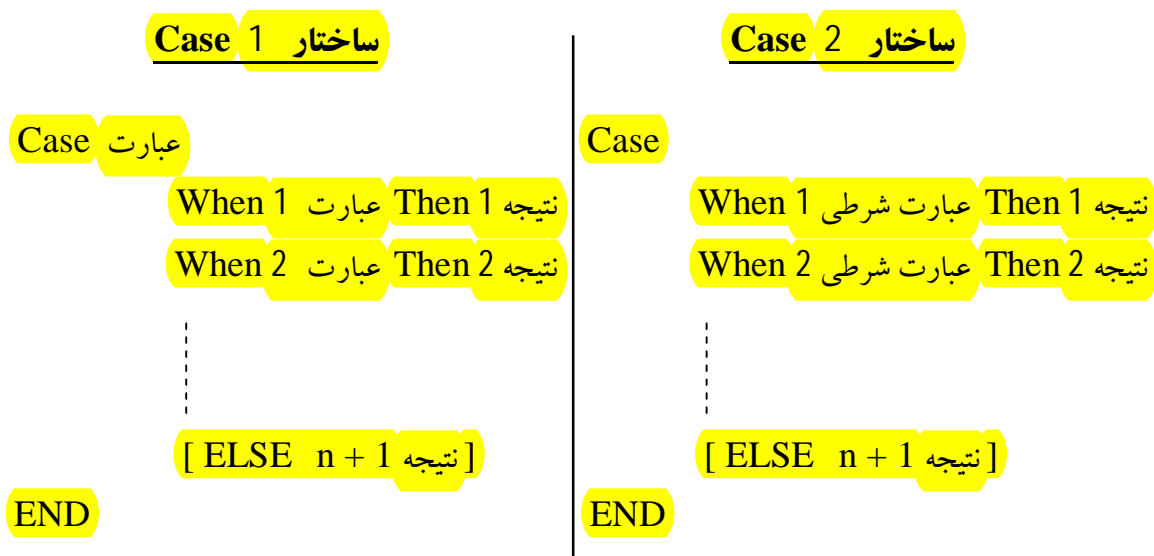 ساختار 1 Case
Case عبارت
When عبارت 1 Then نتیجه 1
When عبارت 2 Then نتیجه 2
[ ELSE نتیجه n + 1 ]
END
ساختار 2 Case
Case
When عبارت شرطی 1 Then نتیجه 1
When عبارت شرطی 2 Then نتیجه 2
[ ELSE نتیجه n + 1 ]
END